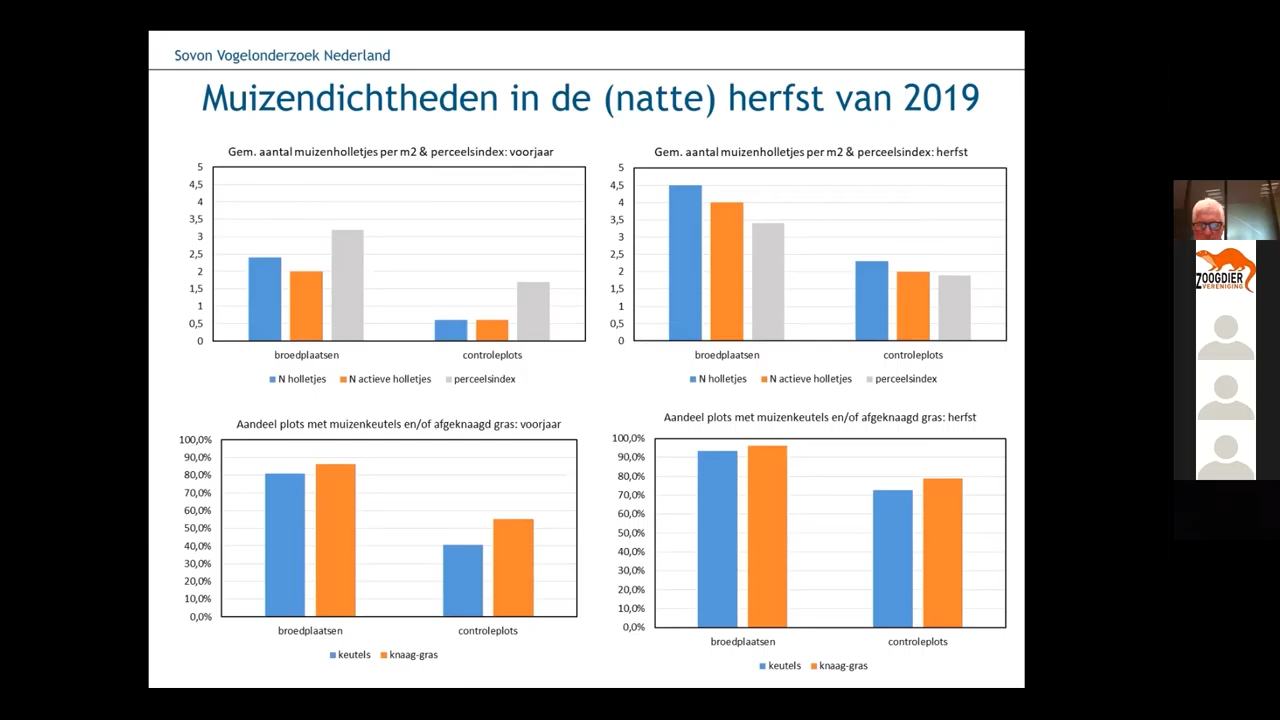 Sovon Vogelonderzoek Nederland
Muizendichtheden in de (natte) herfst van 2019
Gem. aantal muizenholletjes per m2 & perceelsindex: voorjaar
5
4,5
4
3,5
3
2,5
2
1,5
1
0,5
0
broedplaatsen controleplots
N holletjes N actieve holletjes perceelsindex
Gem. aantal muizenholletjes per m2 & perceelsindex: herfst
5
4,5
4
3,5
3
2,5
2
1,5
1
0,5
0
broedplaatsen controleplots
N holletjes N actieve holletjes perceelsindex
Aandeel plots met muizenkeutels en/of afgeknaagd gras: voorjaar
100,0%
90,0%
80,0%
70,0%
60,0%
50,0%
40,0%
30,0%
20,0%
10,0%
0,0%
broedplaatsen controleplots
keutels knaag-gras
Aandeel plots met muizenkeutels en/of afgeknaagd gras: herfst
100,0%
90,0%
80,0%
70,0%
60,0%
50,0%
40,0%
30,0%
20,0%
10,0%
0,0%
broedplaatsen controleplots
keutels knaag-gras
ZOOGDIER
VERENIGING